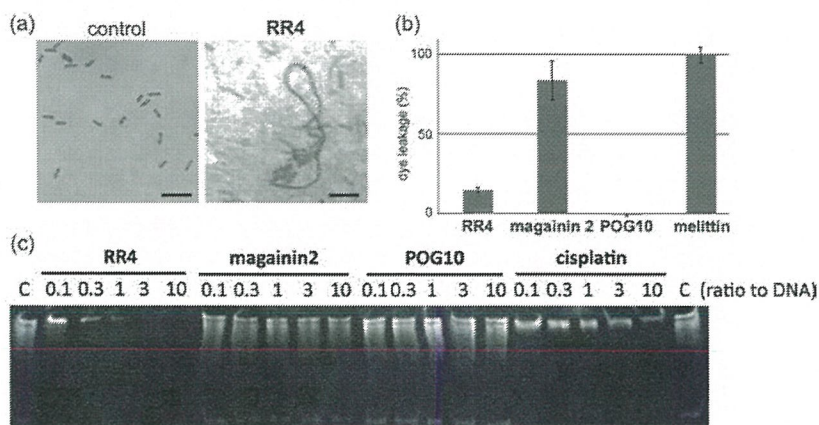 (a) control RR4
(b)
100
50
0
dye leakage (%)
RR4 magainin 2 POG10 melittin
(c)
RR4 magainin2 POG10 cisplatin
C 0.1 0.3 1 3 10 0.1 0.3 1 3 10 0.1 0.3 1 3 10 0.1 0.3 1 3 10 C (ratio to DNA)